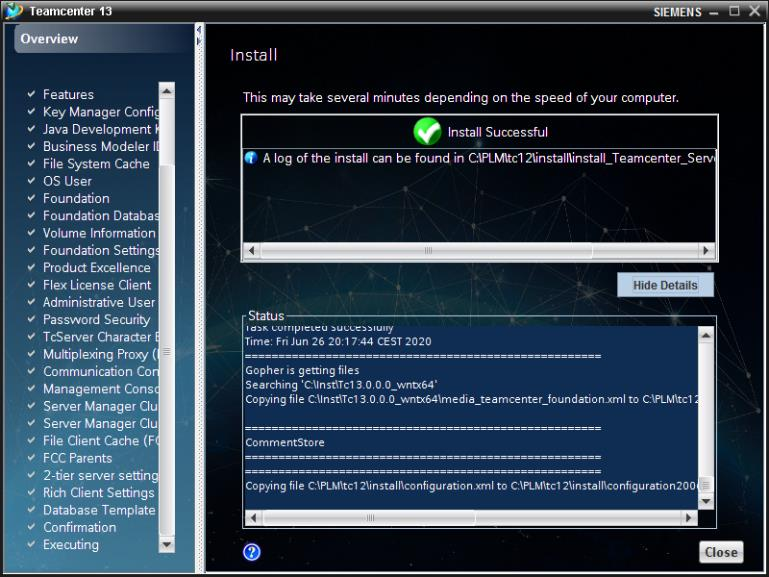 Teamcenter 13
SIEMENS
Overview
Features
Key Manager Config
Java Development K
Business Modeler ID
File System Cache
OS User
Foundation
Foundation Databas
Volume Information
Foundation Settings
Product Excellence
Flex License Client
Administrative User
Password Security
TcServer Character E
Multiplexing Proxy (
Communication Con
Management Consc
Server Manager Clu
Server Manager Clu
File Client Cache (FC
FCC Parents
2-tier server setting
Rich Client Settings
Database Template
Confirmation
Executing
Install
This may take several minutes depending on the speed of your computer.
Install Successful
A log of the install can be found in C:\PLM\tc12\install\install_Teamcenter_Serve
Hide Details
Status
Task completed successfully
Time: Fri Jun 26 20:17:44 CEST 2020
=====================================================
Gopher is getting files
Searching 'C:\Inst\Tc13.0.0.0_wntx64'
Copying file C:\Inst\Tc13.0.0.0_wntx64\media_teamcenter_foundation.xml to C:\PLM\tc12
=====================================================
CommentStore
=====================================================
=====================================================
Copying file C:\PLM\tc12\install\configuration.xml to C:\PLM\tc12\install\configuration200
Close